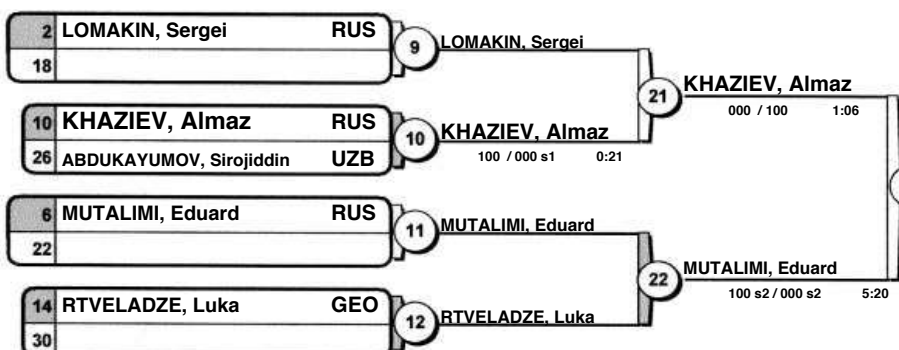 2 LOMAKIN, Sergei RUS
18
9 LOMAKIN, Sergei
10 KHAZIEV, Almaz RUS
26 ABDUKAYUMOV, Sirojiddin UZB
10 KHAZIEV, Almaz
100 / 000 s1 0:21
21 KHAZIEV, Almaz
000 / 100 1:06
6 MUTALIMI, Eduard RUS
22
11 MUTALIMI, Eduard
14 RTVELADZE, Luka GEO
30
12 RTVELADZE, Luka
22 MUTALIMI, Eduard
100 s2 / 000 s2 5:20